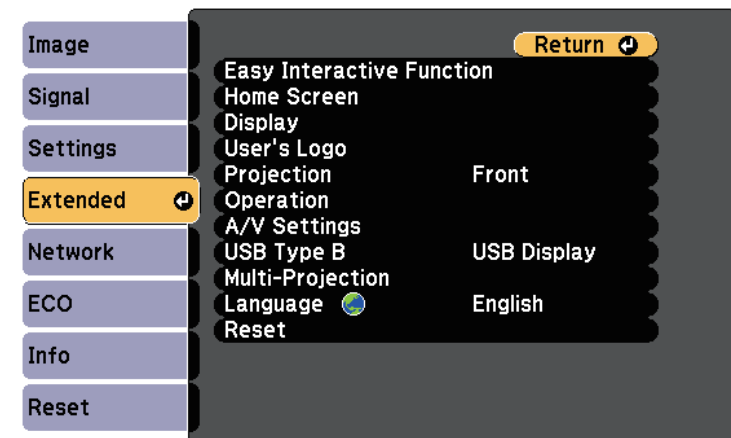 Image
Signal
Settings
Extended
Network
ECO
Info
Reset
Return
Easy Interactive Function
Home Screen
Display
User's Logo
Projection Front
Operation
A/V Settings
USB Type B USB Display
Multi-Projection
Language English
Reset